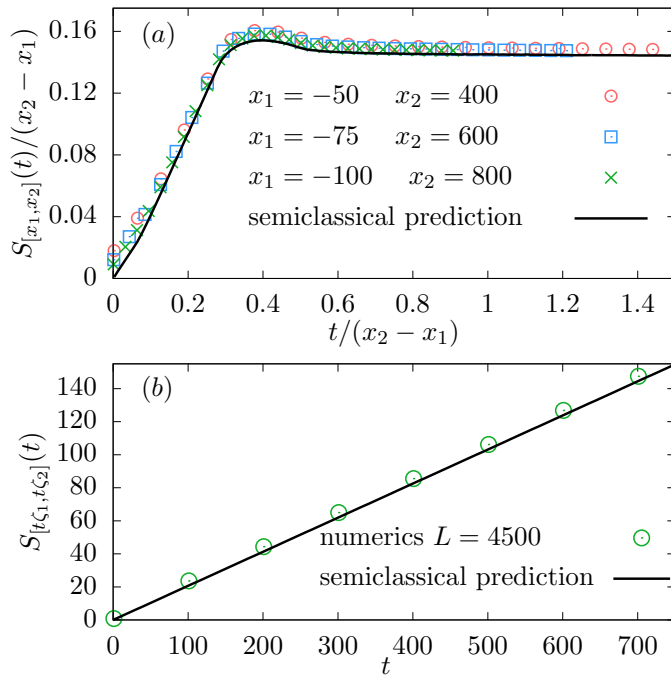 0.16
0.12
0.08
0.04
0
S[x₁,x₂](t)/(x₂ − x₁)
(a)
x₁ = −50 x₂ = 400
x₁ = −75 x₂ = 600
x₁ = −100 x₂ = 800
semiclassical prediction
0 0.2 0.4 0.6 0.8 1 1.2 1.4
t/(x₂ − x₁)
140
120
100
80
60
40
20
0
S[tζ₁,tζ₂](t)
(b)
numerics L = 4500
semiclassical prediction
0 100 200 300 400 500 600 700
t